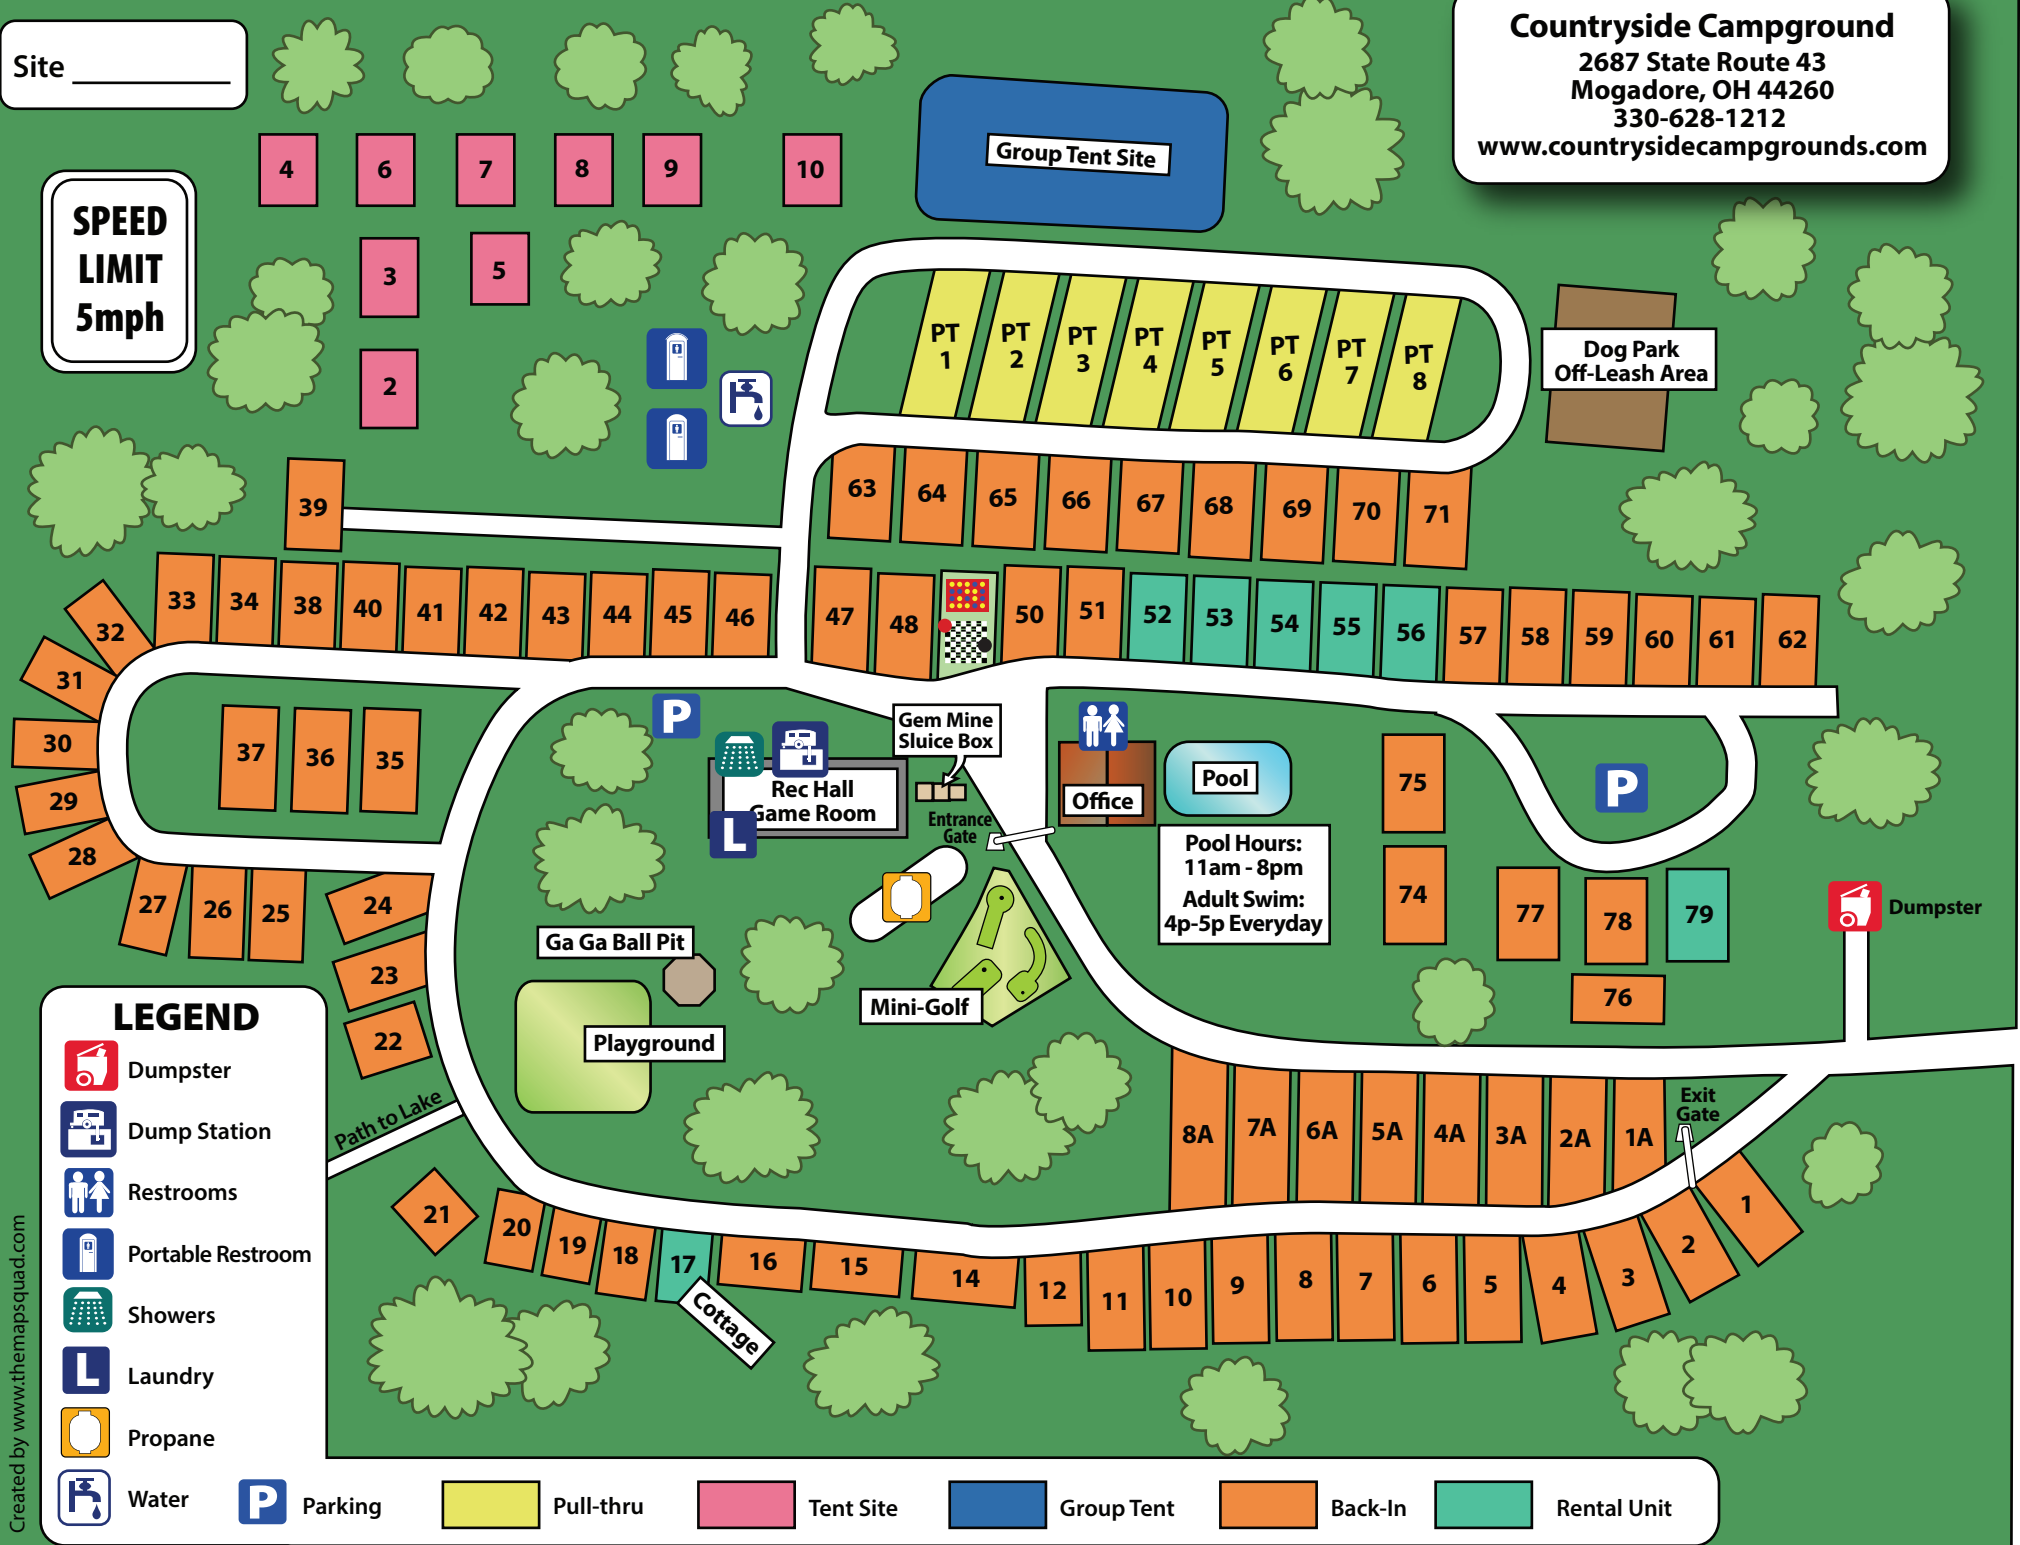 Site
Countryside Campground
2687 State Route 43
Mogadore, OH 44260
330-628-1212
www.countrysidecampgrounds.com
SPEED
LIMIT
5mph
4
6
7
8
9
10
3
5
2
Group Tent Site
PT
1
PT
2
PT
3
PT
4
PT
5
PT
6
PT
7
PT
8
Dog Park
Off-Leash Area
39
63
64
65
66
67
68
69
70
71
33
34
38
40
41
42
43
44
45
46
47
48
50
51
52
53
54
55
56
57
58
59
60
61
62
32
31
30
29
28
37
36
35
27
26
25
24
23
22
P
Gem Mine
Sluice Box
Rec Hall
Game Room
L
Entrance
Gate
Office
Pool
Pool Hours:
11am - 8pm
Adult Swim:
4p-5p Everyday
75
74
P
77
78
79
76
Dumpster
Ga Ga Ball Pit
Playground
Mini-Golf
Path to Lake
8A
7A
6A
5A
4A
3A
2A
1A
Exit
Gate
21
20
19
18
17
Cottage
16
15
14
12
11
10
9
8
7
6
5
4
3
2
1
LEGEND
Dumpster
Dump Station
Restrooms
Portable Restroom
Showers
L Laundry
Propane
Water
P Parking
Pull-thru
Tent Site
Group Tent
Back-In
Rental Unit
Created by www.themapsquad.com